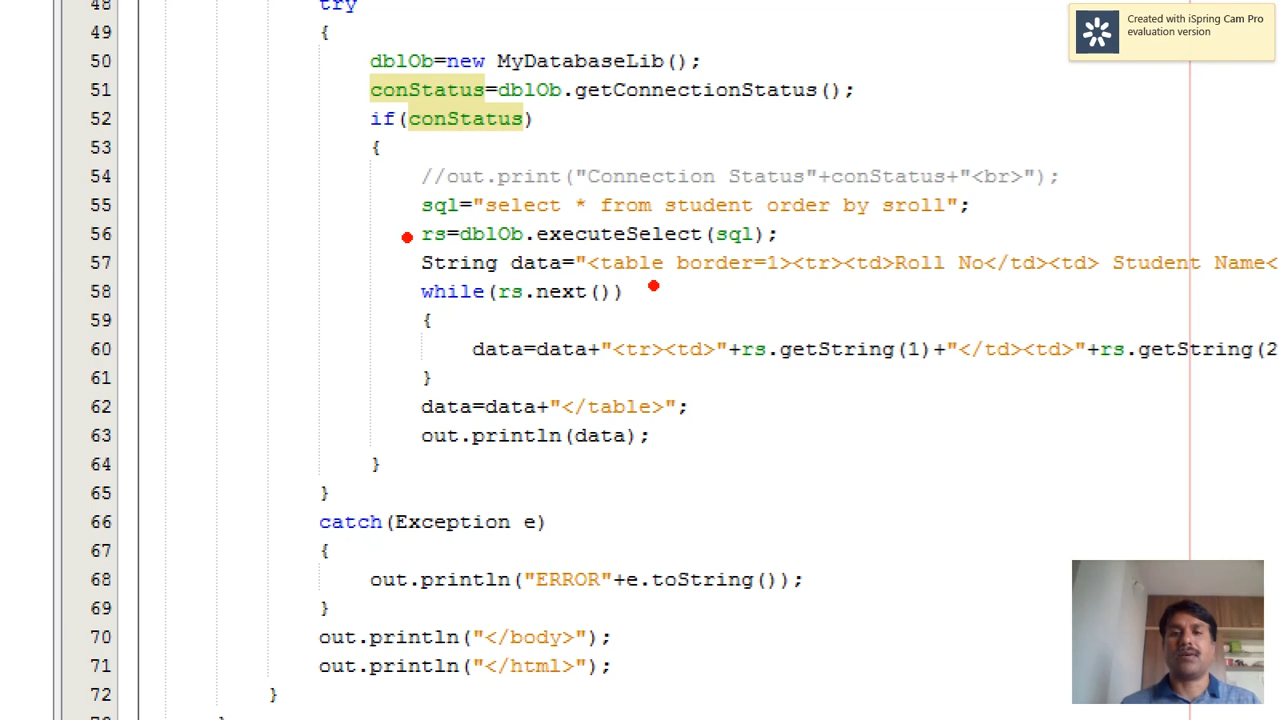 48 try
49 {
50 dblOb=new MyDatabaseLib();
51 conStatus=dblOb.getConnectionStatus();
52 if(conStatus)
53 {
54 //out.print("Connection Status"+conStatus+"<br>");
55 sql="select * from student order by sroll";
56 rs=dblOb.executeSelect(sql);
57 String data="<table border=1><tr><td>Roll No</td><td> Student Name<
58 while(rs.next())
59 {
60 data=data+"<tr><td>"+rs.getString(1)+"</td><td>"+rs.getString(2
61 }
62 data=data+"</table>";
63 out.println(data);
64 }
65 }
66 catch(Exception e)
67 {
68 out.println("ERROR"+e.toString());
69 }
70 out.println("</body>");
71 out.println("</html>");
72 }
Created with iSpring Cam Pro
evaluation version